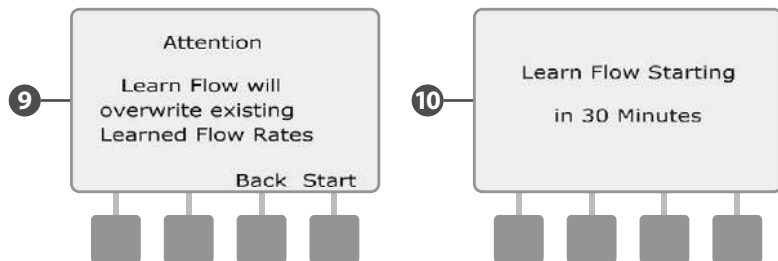 9
Attention
Learn Flow will
overwrite existing
Learned Flow Rates
Back Start
10
Learn Flow Starting
in 30 Minutes